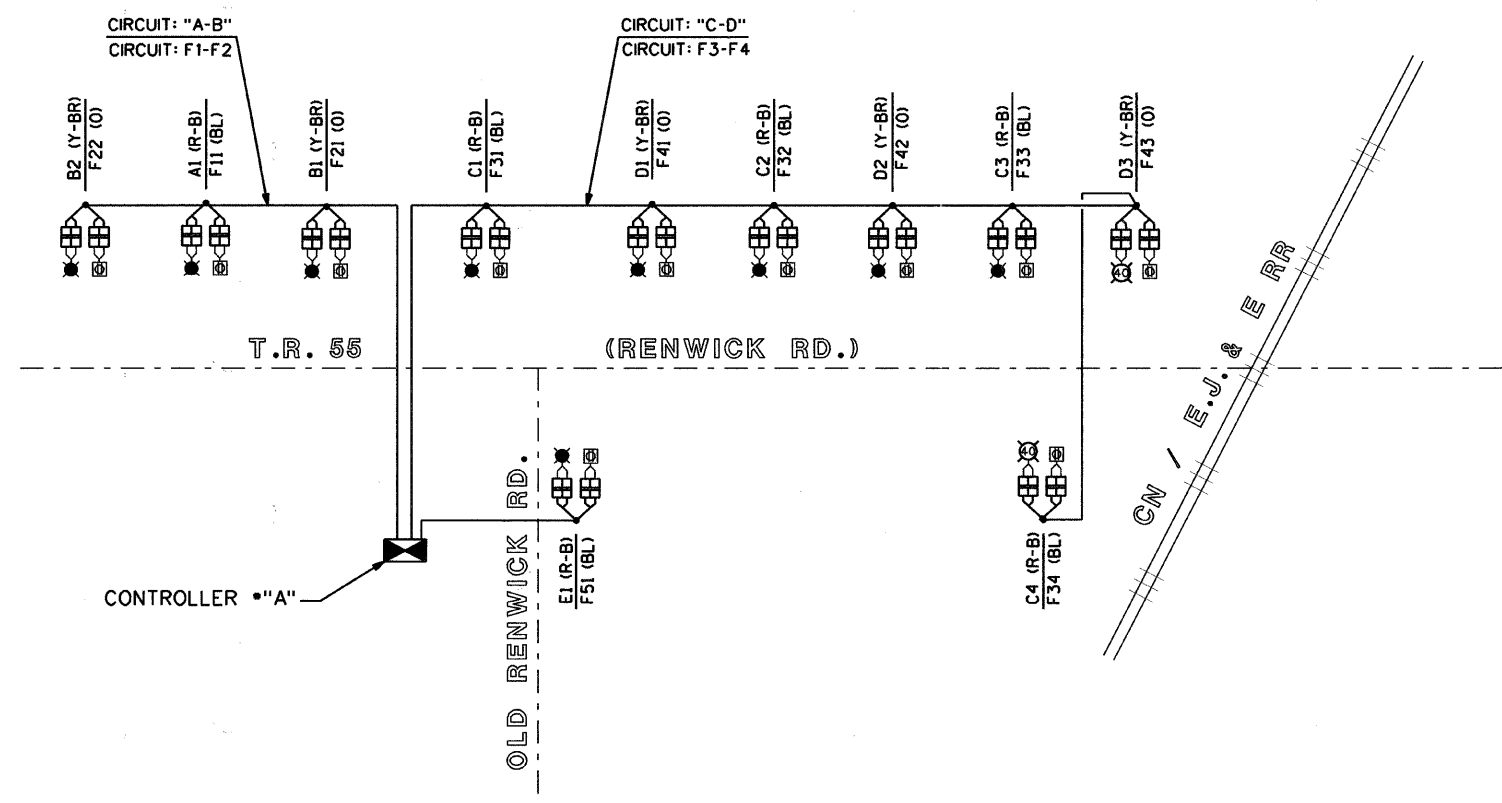 CIRCUIT: "A-B"
CIRCUIT: F1-F2
CIRCUIT: "C-D"
CIRCUIT: F3-F4
B2 (Y-BR)
F22 (O)
A1 (R-B)
F11 (BL)
B1 (Y-BR)
F21 (O)
C1 (R-B)
F31 (BL)
D1 (Y-BR)
F41 (O)
C2 (R-B)
F32 (BL)
D2 (Y-BR)
F42 (O)
C3 (R-B)
F33 (BL)
D3 (Y-BR)
F43 (O)
40
T.R. 55
(RENWICK RD.)
CN / E.J. & E RR
40
E1 (R-B)
F51 (BL)
C4 (R-B)
F34 (BL)
OLD RENWICK RD.
CONTROLLER "A"